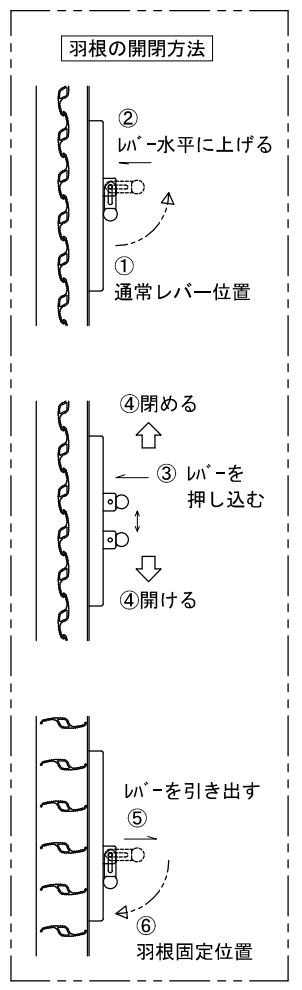 羽根の開閉方法
②
ﾚﾊﾞｰ水平に上げる
①
通常レバー位置
④閉める
③ ﾚﾊﾞｰを
押し込む
④開ける
ﾚﾊﾞｰを引き出す
⑤
⑥
羽根固定位置